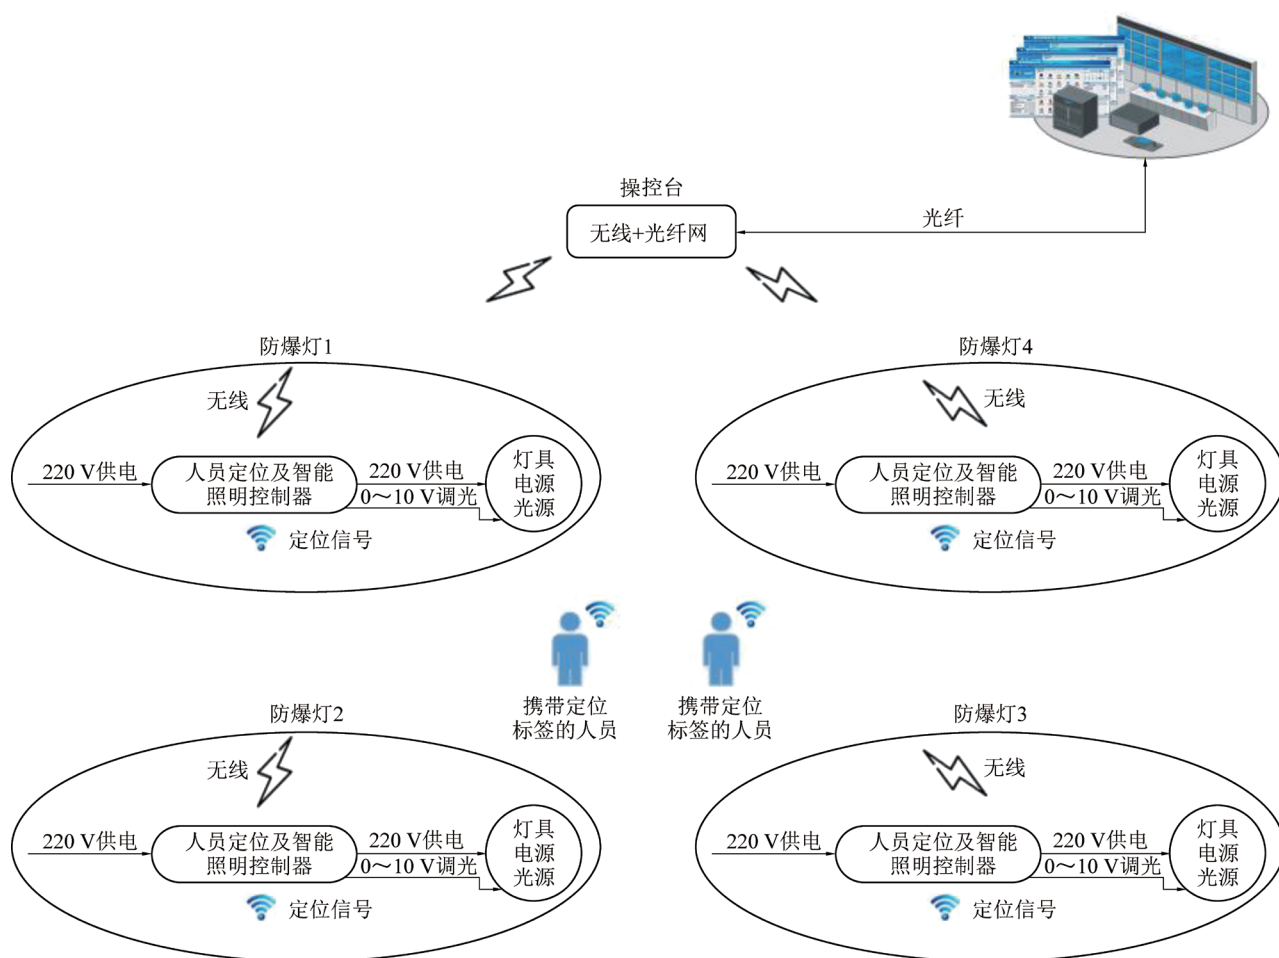 操控台
无线+光纤网
光纤
防爆灯1
无线
220 V供电
人员定位及智能
照明控制器
220 V供电
0～10 V调光
灯具
电源
光源
定位信号
防爆灯4
无线
220 V供电
人员定位及智能
照明控制器
220 V供电
0～10 V调光
灯具
电源
光源
定位信号
携带定位
标签的人员
携带定位
标签的人员
防爆灯2
无线
220 V供电
人员定位及智能
照明控制器
220 V供电
0～10 V调光
灯具
电源
光源
定位信号
防爆灯3
无线
220 V供电
人员定位及智能
照明控制器
220 V供电
0～10 V调光
灯具
电源
光源
定位信号